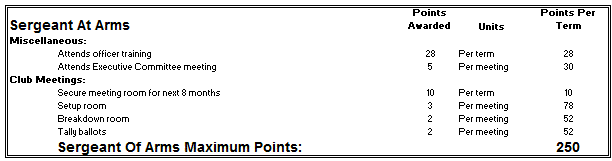 Sergeant At Arms Points Awarded Units Points Per Term
Miscellaneous:
Attends officer training 28 Per term 28
Attends Executive Committee meeting 5 Per meeting 30
Club Meetings:
Secure meeting room for next 8 months 10 Per term 10
Setup room 3 Per meeting 78
Breakdown room 2 Per meeting 52
Tally ballots 2 Per meeting 52
Sergeant Of Arms Maximum Points: 250